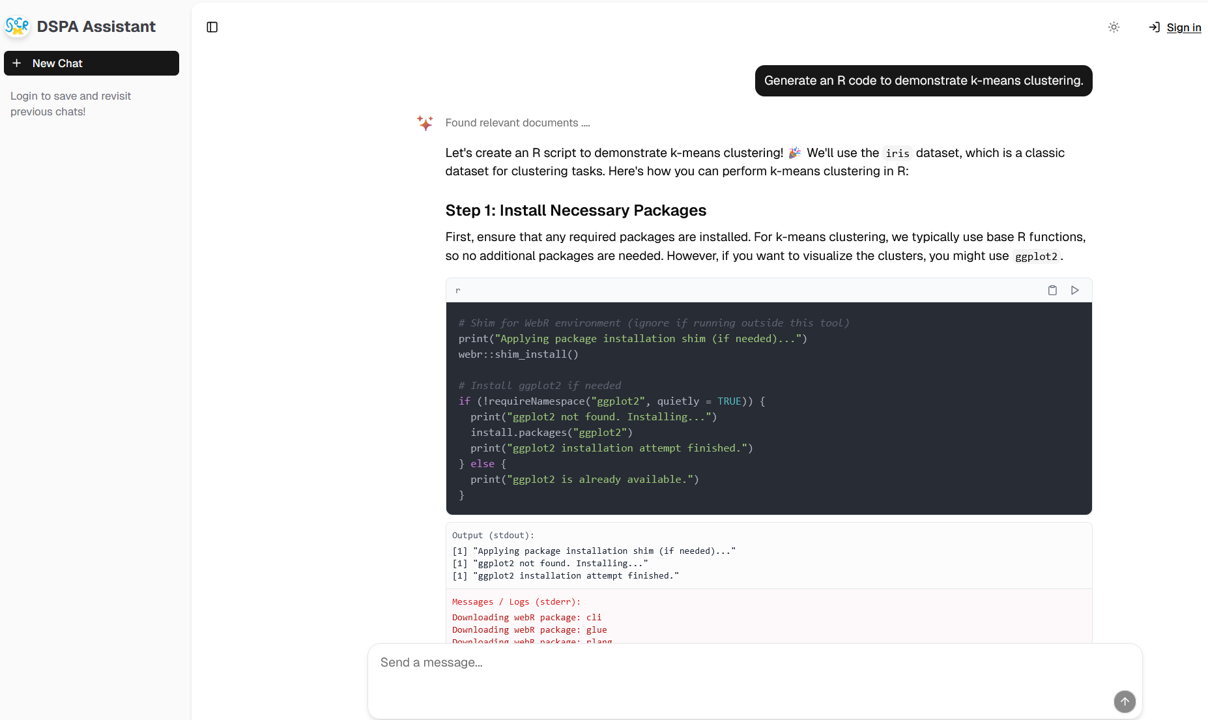 DSPA Assistant
New Chat
Login to save and revisit
previous chats!
Sign in
Generate an R code to demonstrate k-means clustering.
Found relevant documents ....
Let's create an R script to demonstrate k-means clustering! 🎉 We'll use the iris dataset, which is a classic
dataset for clustering tasks. Here's how you can perform k-means clustering in R:
Step 1: Install Necessary Packages
First, ensure that any required packages are installed. For k-means clustering, we typically use base R functions,
so no additional packages are needed. However, if you want to visualize the clusters, you might use ggplot2.
r
# Shim for WebR environment (ignore if running outside this tool)
print("Applying package installation shim (if needed)...")
webr::shim_install()
# Install ggplot2 if needed
if (!requireNamespace("ggplot2", quietly = TRUE)) {
  print("ggplot2 not found. Installing...")
  install.packages("ggplot2")
  print("ggplot2 installation attempt finished.")
} else {
  print("ggplot2 is already available.")
}
Output (stdout):
[1] "Applying package installation shim (if needed)..."
[1] "ggplot2 not found. Installing..."
[1] "ggplot2 installation attempt finished."
Messages / Logs (stderr):
Downloading webR package: cli
Downloading webR package: glue
Downloading webR package: rlang
Send a message...